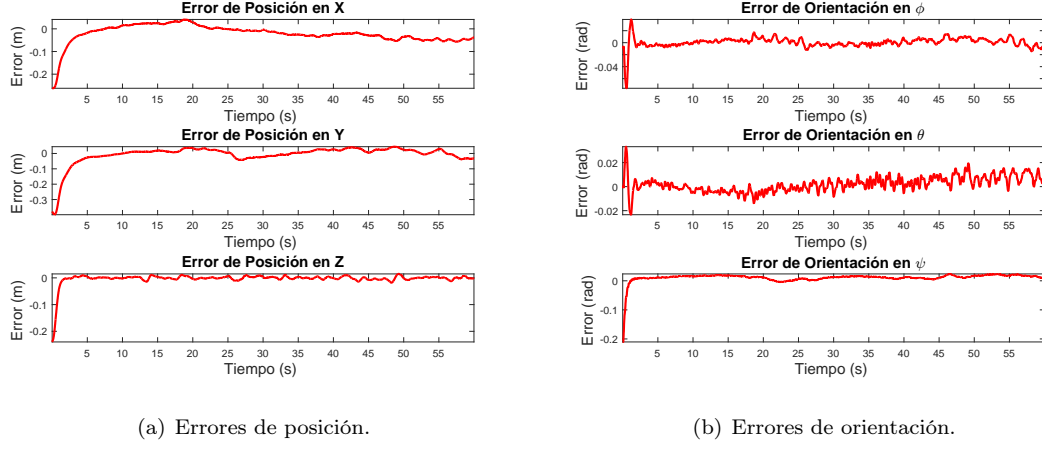 Error de Posición en X
Error (m)
0
-0.1
-0.2
5 10 15 20 25 30 35 40 45 50 55
Tiempo (s)
Error de Posición en Y
Error (m)
0
-0.1
-0.2
-0.3
5 10 15 20 25 30 35 40 45 50 55
Tiempo (s)
Error de Posición en Z
Error (m)
0
-0.1
-0.2
5 10 15 20 25 30 35 40 45 50 55
Tiempo (s)
(a) Errores de posición.
Error de Orientación en ϕ
Error (rad)
0
-0.04
5 10 15 20 25 30 35 40 45 50 55
Tiempo (s)
Error de Orientación en θ
Error (rad)
0.02
0
-0.02
5 10 15 20 25 30 35 40 45 50 55
Tiempo (s)
Error de Orientación en ψ
Error (rad)
0
-0.1
-0.2
5 10 15 20 25 30 35 40 45 50 55
Tiempo (s)
(b) Errores de orientación.